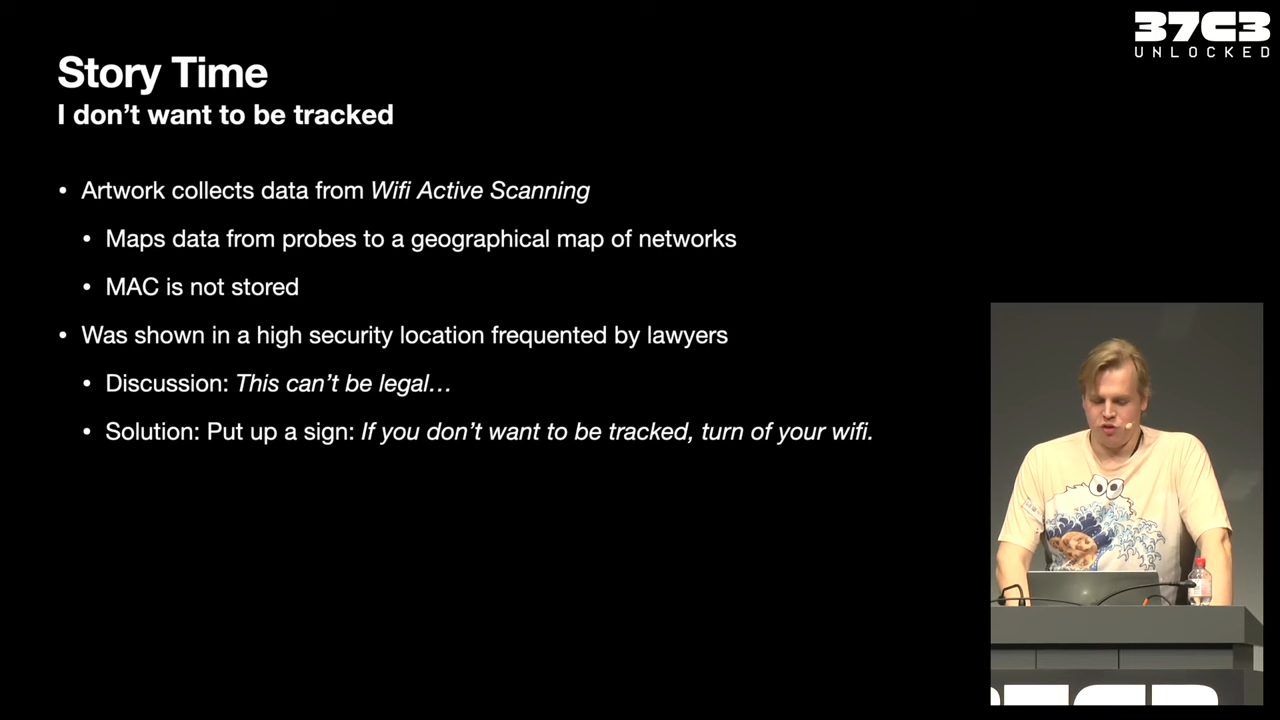 37C3
UNLOCKED
Story Time
I don’t want to be tracked
• Artwork collects data from Wifi Active Scanning
• Maps data from probes to a geographical map of networks
• MAC is not stored
• Was shown in a high security location frequented by lawyers
• Discussion: This can’t be legal…
• Solution: Put up a sign: If you don’t want to be tracked, turn of your wifi.